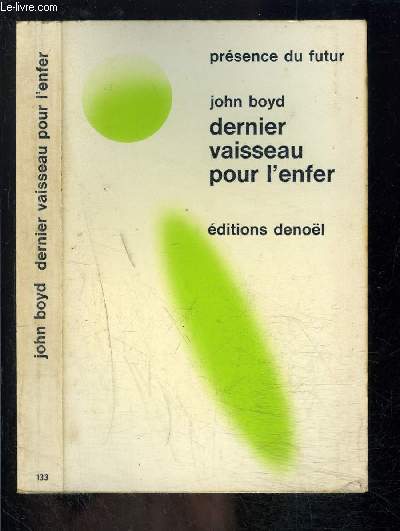 Le-livre.com
john boyd dernier vaisseau pour l'enfer
133
présence du futur
john boyd
dernier
vaisseau
pour l'enfer
éditions denoël